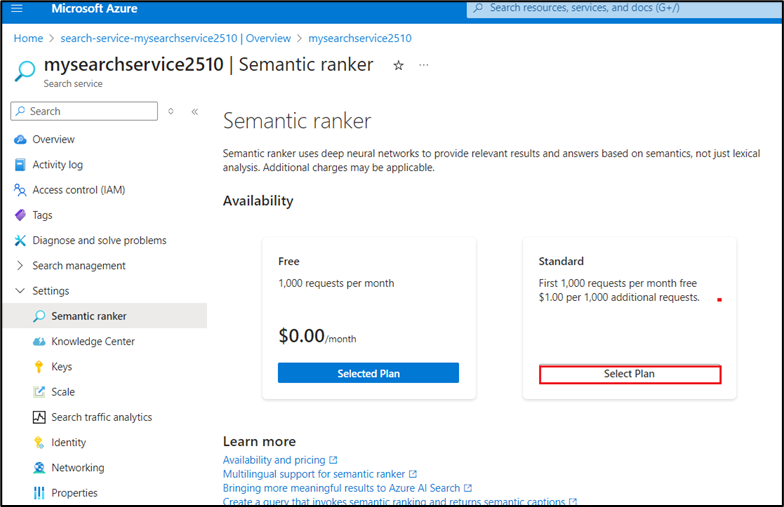 Microsoft Azure
Search resources, services, and docs (G+/)
Home > search-service-mysearchservice2510 | Overview > mysearchservice2510
mysearchservice2510 | Semantic ranker ☆ ...
Search service
Search
Overview
Activity log
Access control (IAM)
Tags
Diagnose and solve problems
Search management
Settings
Semantic ranker
Knowledge Center
Keys
Scale
Search traffic analytics
Identity
Networking
Properties
Semantic ranker
Semantic ranker uses deep neural networks to provide relevant results and answers based on semantics, not just lexical
analysis. Additional charges may be applicable.
Availability
Free
1,000 requests per month
$0.00/month
Selected Plan
Standard
First 1,000 requests per month free
$1.00 per 1,000 additional requests.
Select Plan
Learn more
Availability and pricing
Multilingual support for semantic ranker
Bringing more meaningful results to Azure AI Search
Create a query that invokes semantic ranking and returns semantic captions